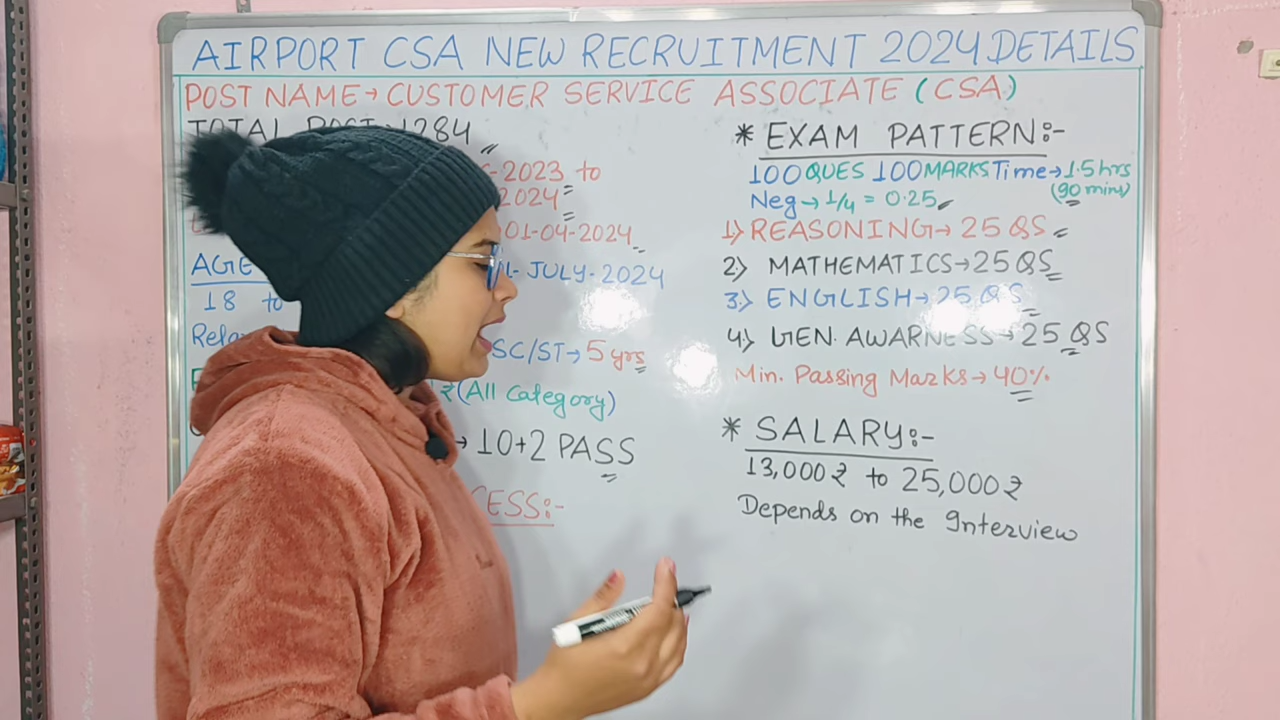 AIRPORT CSA NEW RECRUITMENT 2024 DETAILS
POST NAME→ CUSTOMER SERVICE ASSOCIATE (CSA)
TOTAL POST→1284
-2023 to
2024
01-04-2024
AGE
JULY-2024
18 to
SC/ST→ 5 yrs
₹(All Category)
→ 10+2 PASS
CESS:-
* EXAM PATTERN:-
100 QUES 100 MARKS Time→1.5hrs
(90 mins)
Neg→ 1/4 = 0.25
1) REASONING→ 25 QS
2) MATHEMATICS→25 QS
3) ENGLISH→25 QS
4) GEN. AWARNESS→25 QS
Min. Passing Marks→ 40%
* SALARY:-
13,000₹ to 25,000₹
Depends on the Interview